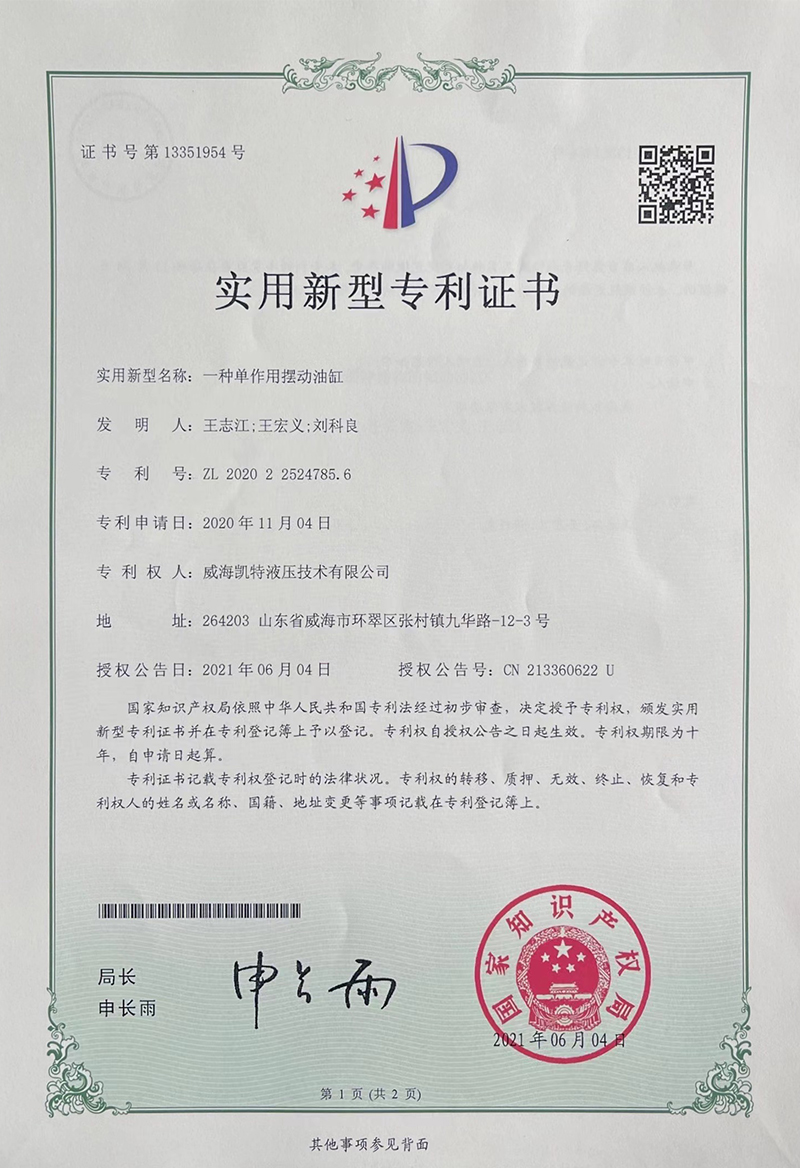 证书号第13351954号
实用新型专利证书
实用新型名称：一种单作用摆动油缸
发明人：王志江;王宏义;刘科良
专利号：ZL 2020 2 2524785.6
专利申请日：2020年11月04日
专利权人：威海凯特液压技术有限公司
地址：264203 山东省威海市环翠区张村镇九华路-12-3号
授权公告日：2021年06月04日 授权公告号：CN 213360622 U
国家知识产权局依照中华人民共和国专利法经过初步审查，决定授予专利权，颁发实用
新型专利证书并在专利登记簿上予以登记。专利权自授权公告之日起生效。专利权期限为十
年，自申请日起算。
专利证书记载专利权登记时的法律状况。专利权的转移、质押、无效、终止、恢复和专
利权人的姓名或名称、国籍、地址变更等事项记载在专利登记簿上。
局长
申长雨
申长雨
国家知识产权局
2021年06月04日
第 1 页 (共 2 页)
其他事项参见背面